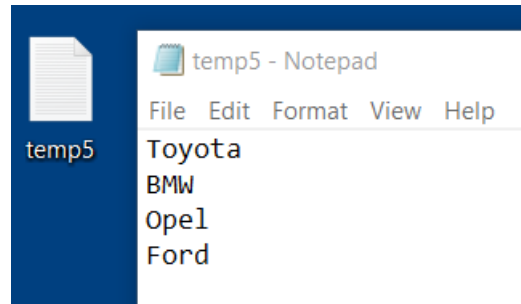 temp5
temp5 - Notepad
File Edit Format View Help
Toyota
BMW
Opel
Ford